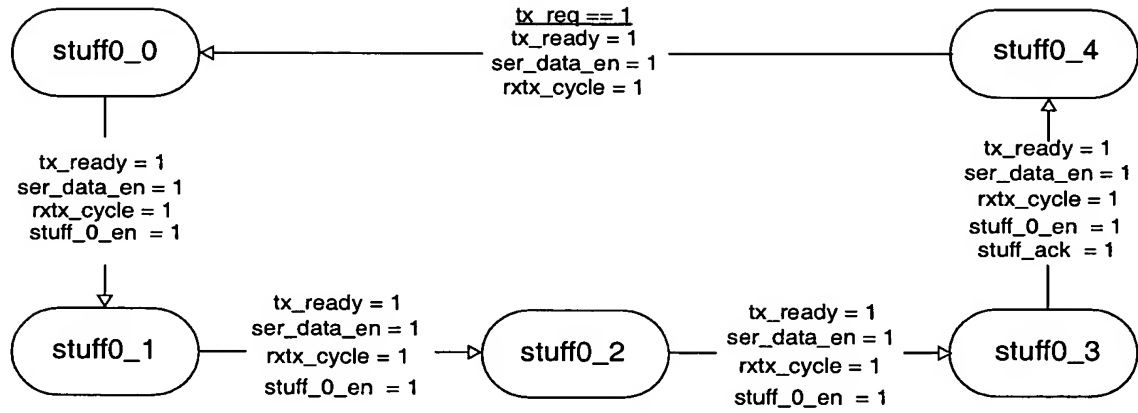 stuff0_0
tx_req == 1
tx_ready = 1
ser_data_en = 1
rxtx_cycle = 1
stuff0_4
tx_ready = 1
ser_data_en = 1
rxtx_cycle = 1
stuff_0_en = 1
tx_ready = 1
ser_data_en = 1
rxtx_cycle = 1
stuff_0_en = 1
stuff_ack = 1
stuff0_1
tx_ready = 1
ser_data_en = 1
rxtx_cycle = 1
stuff_0_en = 1
stuff0_2
tx_ready = 1
ser_data_en = 1
rxtx_cycle = 1
stuff_0_en = 1
stuff0_3